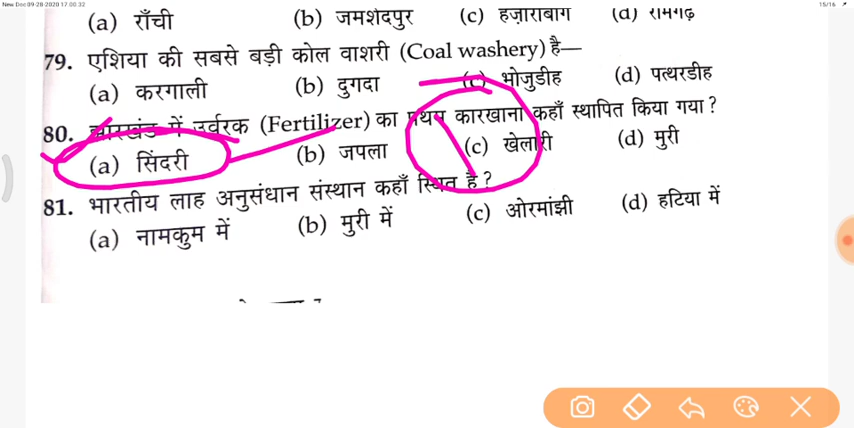 New Doc 09-28-2020 17.00.32
15/16
(a) राँची (b) जमशेदपुर (c) हज़ारीबाग (d) रामगढ़
79. एशिया की सबसे बड़ी कोल वाशरी (Coal washery) है—
(a) करगाली (b) दुगदा (c) भोजुडीह (d) पत्थरडीह
80. झारखंड में उर्वरक (Fertilizer) का प्रथम कारखाना कहाँ स्थापित किया गया?
(a) सिंदरी (b) जपला (c) खेलारी (d) मुरी
81. भारतीय लाह अनुसंधान संस्थान कहाँ स्थित है?
(a) नामकुम में (b) मुरी में (c) ओरमांझी (d) हटिया में